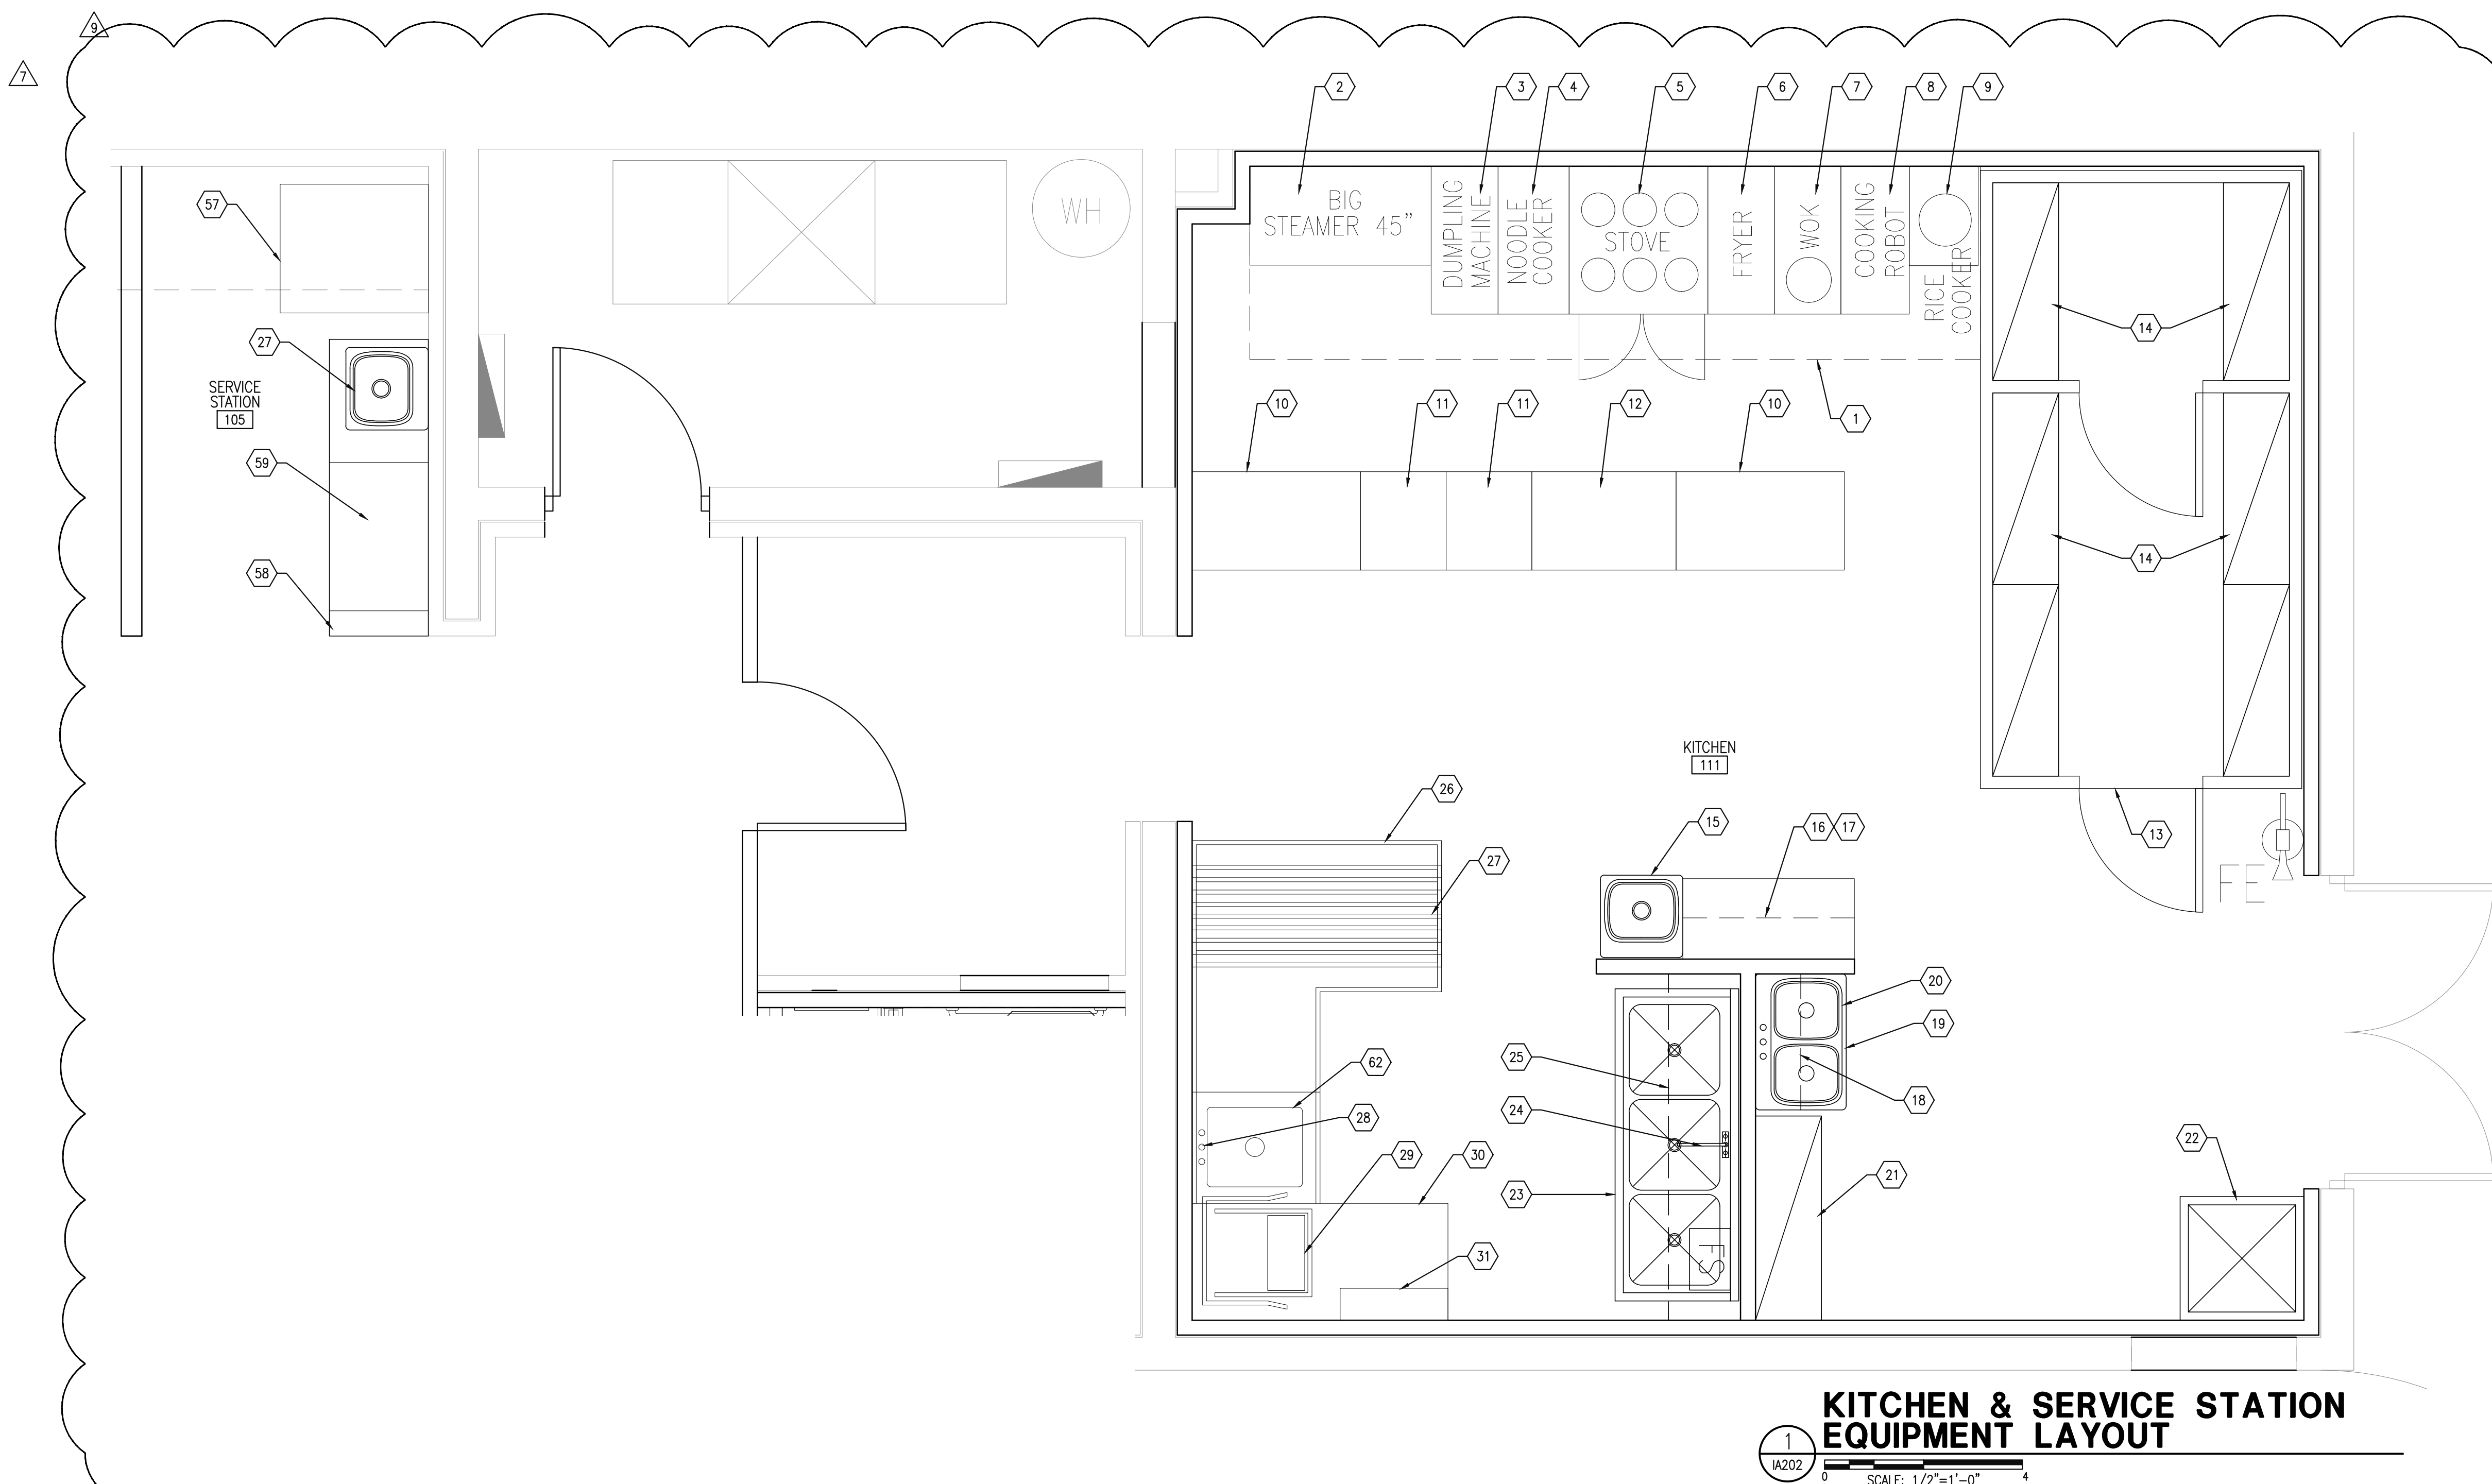 9
7
2
3
4
5
6
7
8
9
57
WH
BIG
STEAMER 45"
DUMPLING
MACHINE
NOODLE
COOKER
STOVE
FRYER
WOK
COOKING
ROBOT
RICE
COOKER
14
27
SERVICE
STATION
105
10
11
11
12
10
1
59
58
14
KITCHEN
111
26
15
16
17
13
27
FE
20
19
25
62
18
24
28
22
29
30
21
23
31
SF
KITCHEN & SERVICE STATION
EQUIPMENT LAYOUT
1
IA202
0
SCALE: 1/2"=1'-0"
4